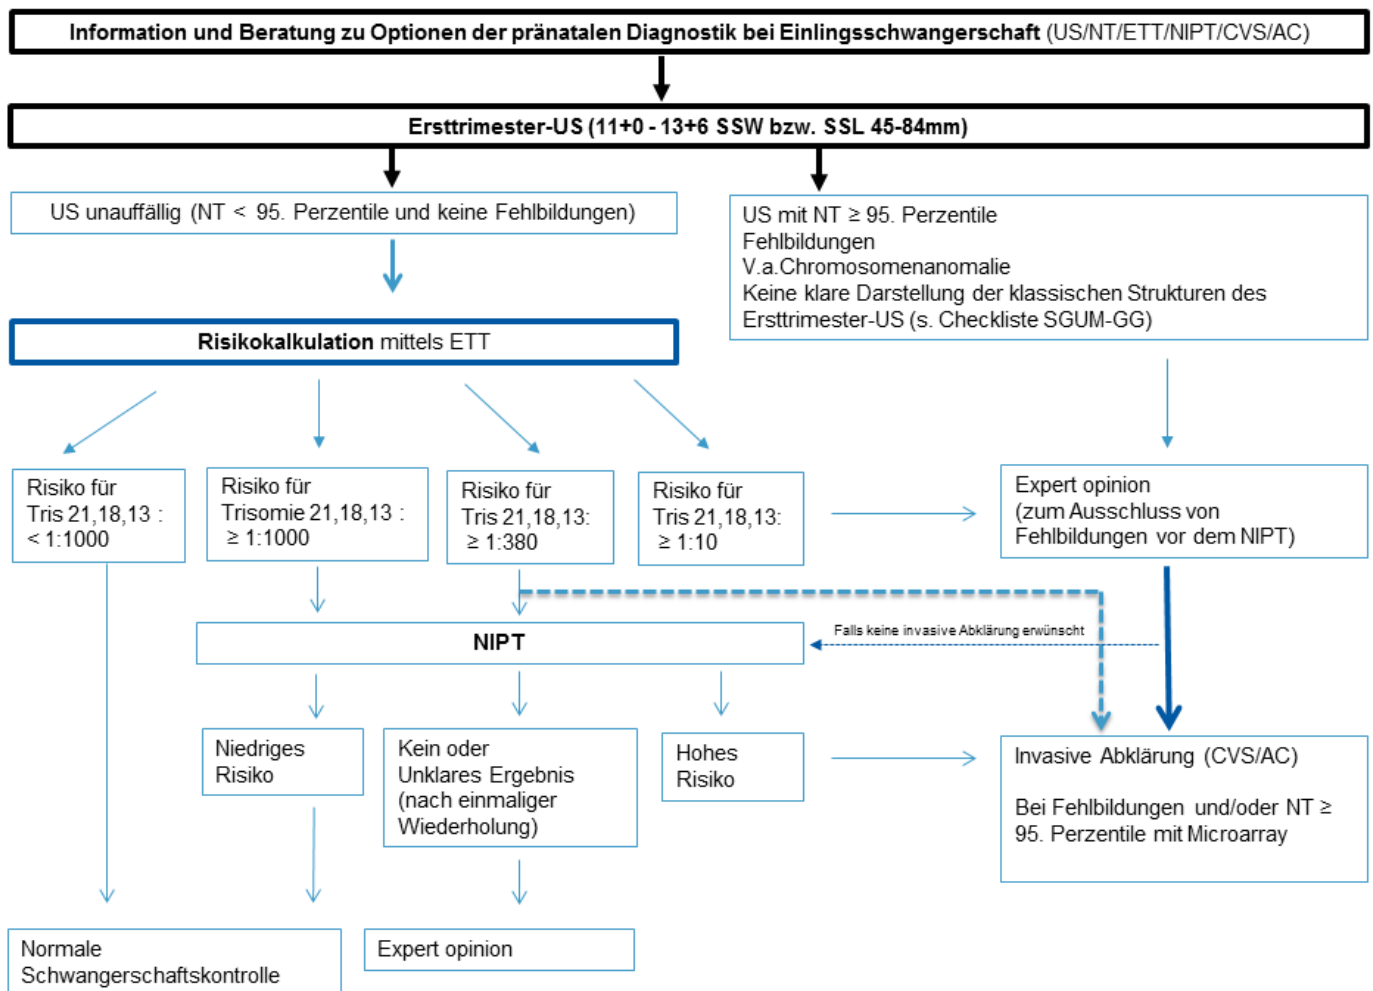 Information und Beratung zu Optionen der pränatalen Diagnostik bei Einlingsschwangerschaft (US/NT/ETT/NIPT/CVS/AC)
Ersttrimester-US (11+0 - 13+6 SSW bzw. SSL 45-84mm)
US unauffällig (NT < 95. Perzentile und keine Fehlbildungen)
US mit NT ≥ 95. Perzentile
Fehlbildungen
V.a.Chromosomenanomalie
Keine klare Darstellung der klassischen Strukturen des
Ersttrimester-US (s. Checkliste SGUM-GG)
Risikokalkulation mittels ETT
Risiko für
Tris 21,18,13 :
< 1:1000
Risiko für
Trisomie 21,18,13 :
≥ 1:1000
Risiko für
Tris 21,18,13:
≥ 1:380
Risiko für
Tris 21,18,13:
≥ 1:10
Expert opinion
(zum Ausschluss von
Fehlbildungen vor dem NIPT)
NIPT
Falls keine invasive Abklärung erwünscht
Niedriges
Risiko
Kein oder
Unklares Ergebnis
(nach einmaliger
Wiederholung)
Hohes
Risiko
Invasive Abklärung (CVS/AC)
Bei Fehlbildungen und/oder NT ≥
95. Perzentile mit Microarray
Normale
Schwangerschaftskontrolle
Expert opinion